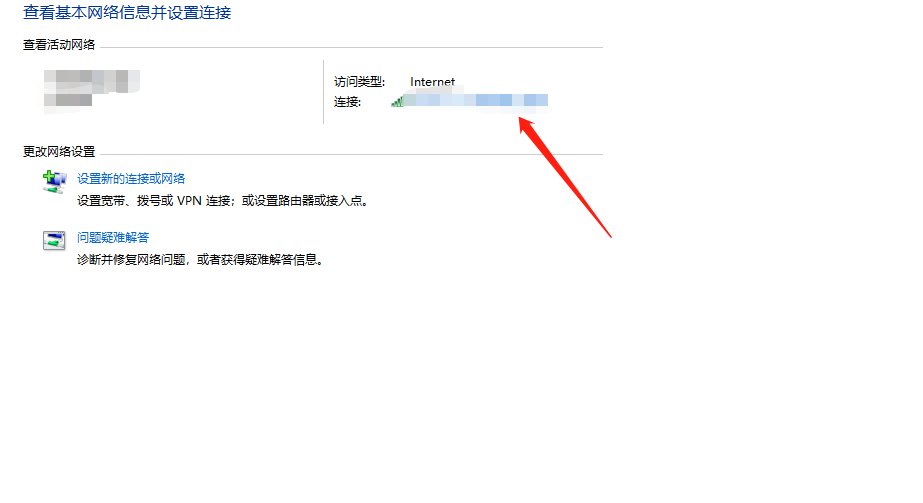 查看基本网络信息并设置连接
查看活动网络
访问类型: Internet
连接:
更改网络设置
设置新的连接或网络
设置宽带、拨号或 VPN 连接；或设置路由器或接入点。
问题疑难解答
诊断并修复网络问题，或者获得疑难解答信息。